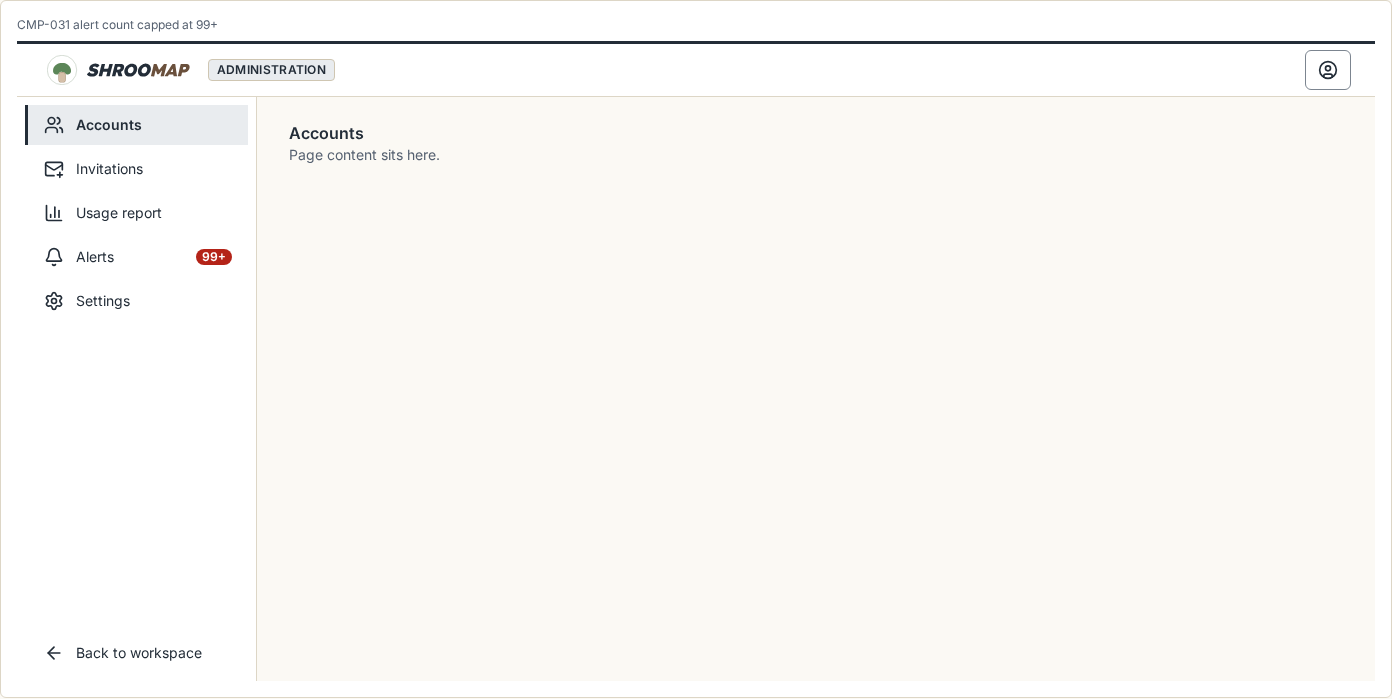 CMP-031 alert count capped at 99+
SHROOMAP ADMINISTRATION
Accounts
Invitations
Usage report
Alerts 99+
Settings
Back to workspace
Accounts
Page content sits here.